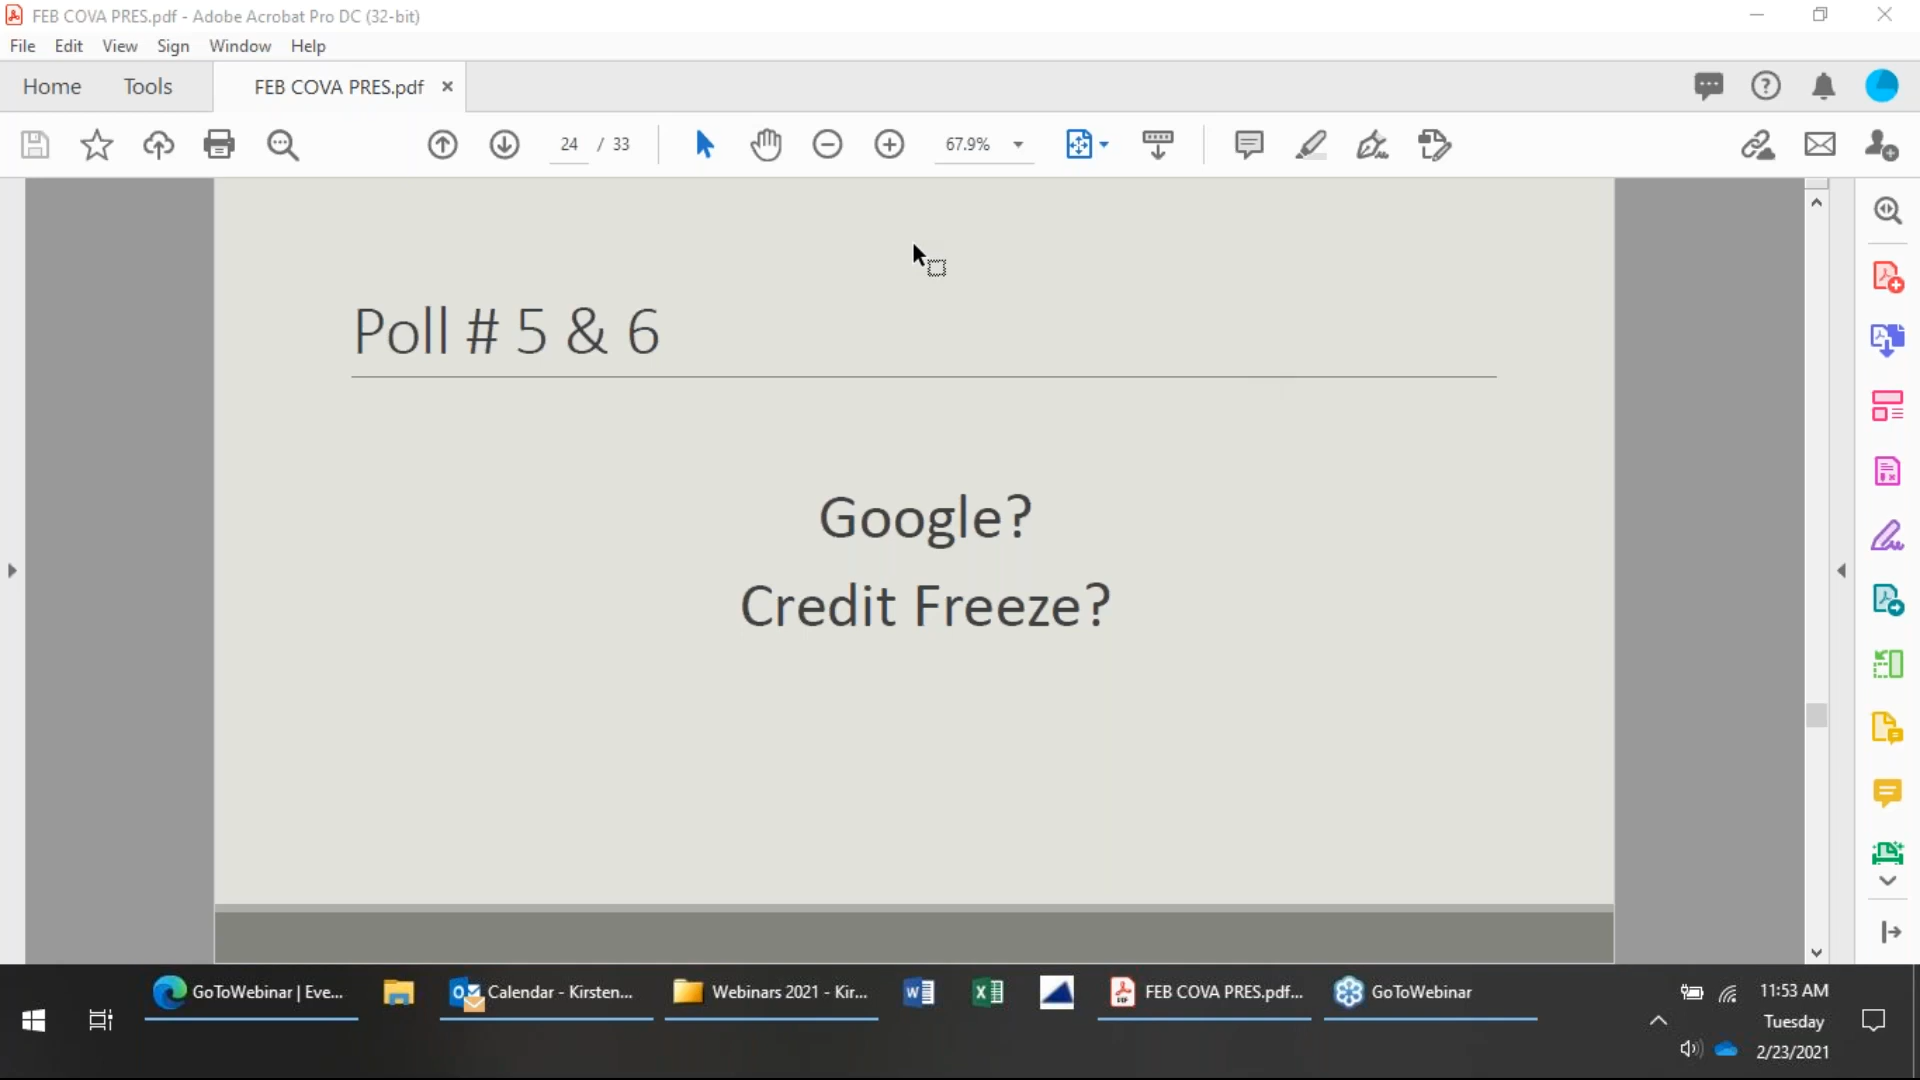 FEB COVA PRES.pdf - Adobe Acrobat Pro DC (32-bit)
File Edit View Sign Window Help
Home Tools FEB COVA PRES.pdf
24 / 33 67.9%
Poll # 5 & 6
Google?
Credit Freeze?
GoToWebinar | Eve... Calendar - Kirsten... Webinars 2021 - Kir... FEB COVA PRES.pdf... GoToWebinar
11:53 AM
Tuesday
2/23/2021